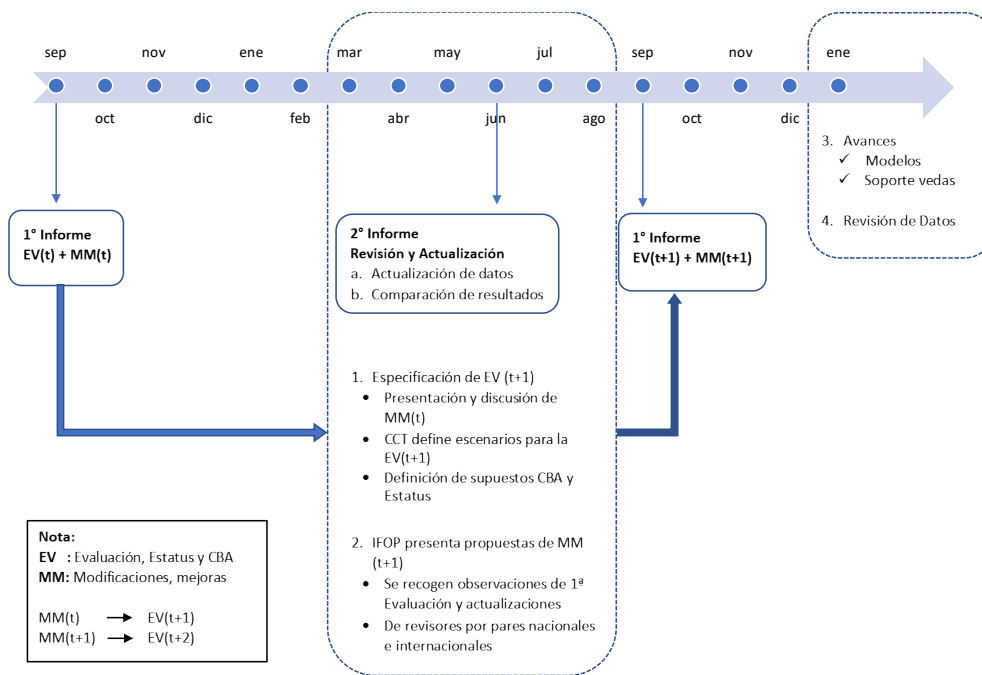 sep nov ene mar may jul sep nov ene
oct dic feb abr jun ago oct dic
1° Informe
EV(t) + MM(t)
2° Informe
Revisión y Actualización
a. Actualización de datos
b. Comparación de resultados
1° Informe
EV(t+1) + MM(t+1)
3. Avances
✓ Modelos
✓ Soporte vedas
4. Revisión de Datos
1. Especificación de EV (t+1)
• Presentación y discusión de
MM(t)
• CCT define escenarios para la
EV(t+1)
• Definición de supuestos CBA y
Estatus
2. IFOP presenta propuestas de MM
(t+1)
• Se recogen observaciones de 1ª
Evaluación y actualizaciones
• De revisores por pares nacionales
e internacionales
Nota:
EV : Evaluación, Estatus y CBA
MM: Modificaciones, mejoras
MM(t) → EV(t+1)
MM(t+1) → EV(t+2)